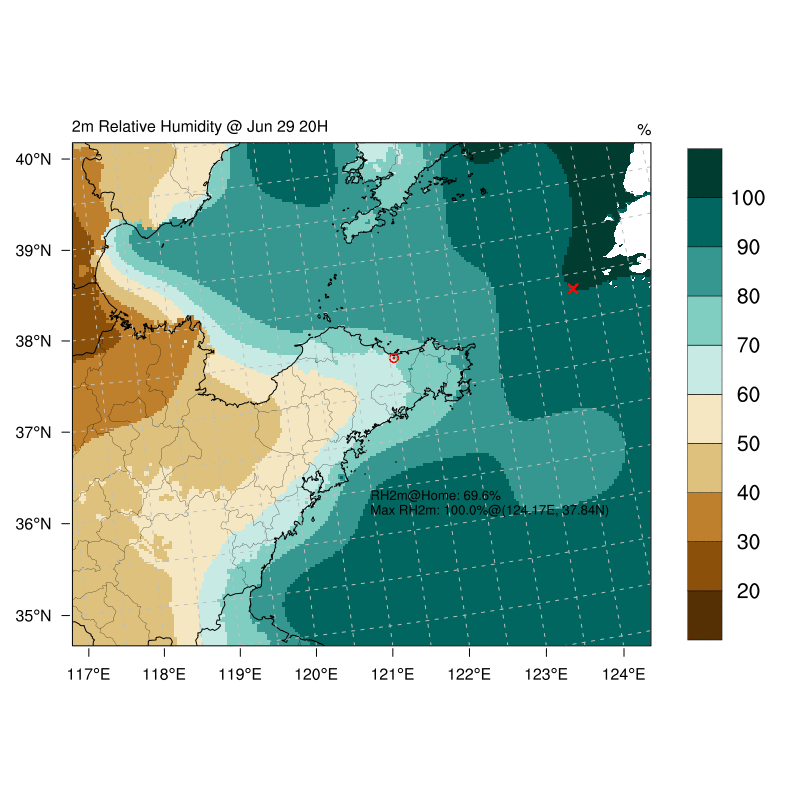 2m Relative Humidity @ Jun 29 20H
%
40°N
39°N
38°N
37°N
36°N
35°N
117°E 118°E 119°E 120°E 121°E 122°E 123°E 124°E
RH2m@Home: 69.6%
Max RH2m: 100.0%@(124.17E, 37.84N)
100
90
80
70
60
50
40
30
20